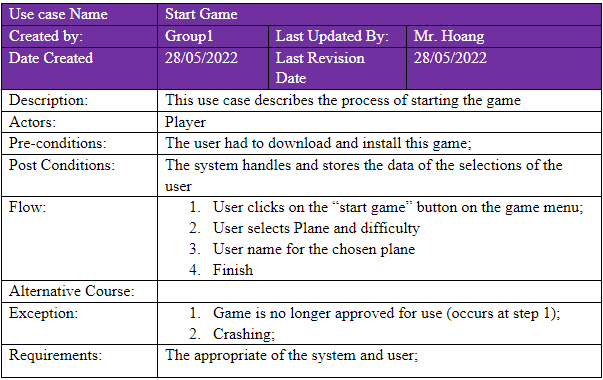 Use case Name Start Game
Created by: Group1 Last Updated By: Mr. Hoang
Date Created 28/05/2022 Last Revision 28/05/2022
Date
Description: This use case describes the process of starting the game
Actors: Player
Pre-conditions: The user had to download and install this game;
Post Conditions: The system handles and stores the data of the selections of the
user
Flow: 1. User clicks on the “start game” button on the game menu;
2. User selects Plane and difficulty
3. User name for the chosen plane
4. Finish
Alternative Course:
Exception: 1. Game is no longer approved for use (occurs at step 1);
2. Crashing;
Requirements: The appropriate of the system and user;